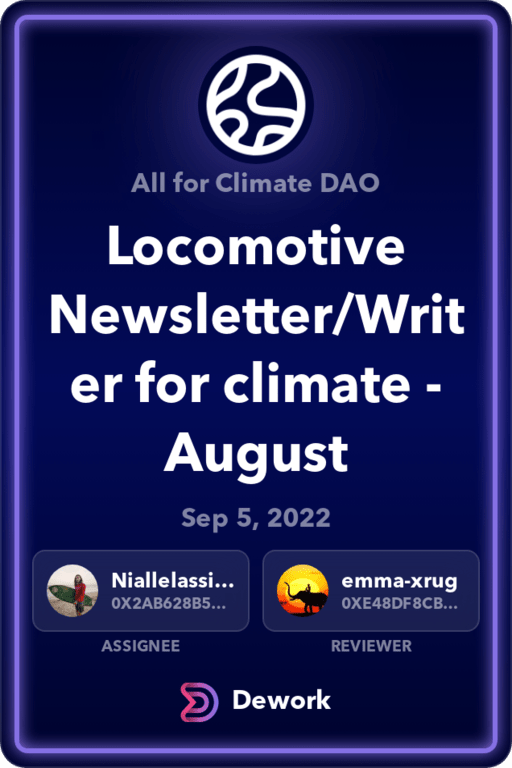 All for Climate DAO
Locomotive
Newsletter/Writ
er for climate -
August
Sep 5, 2022
Niallelassi...
0X2AB628B5...
emma-xrug
0XE48DF8CB...
ASSIGNEE
REVIEWER
Dework